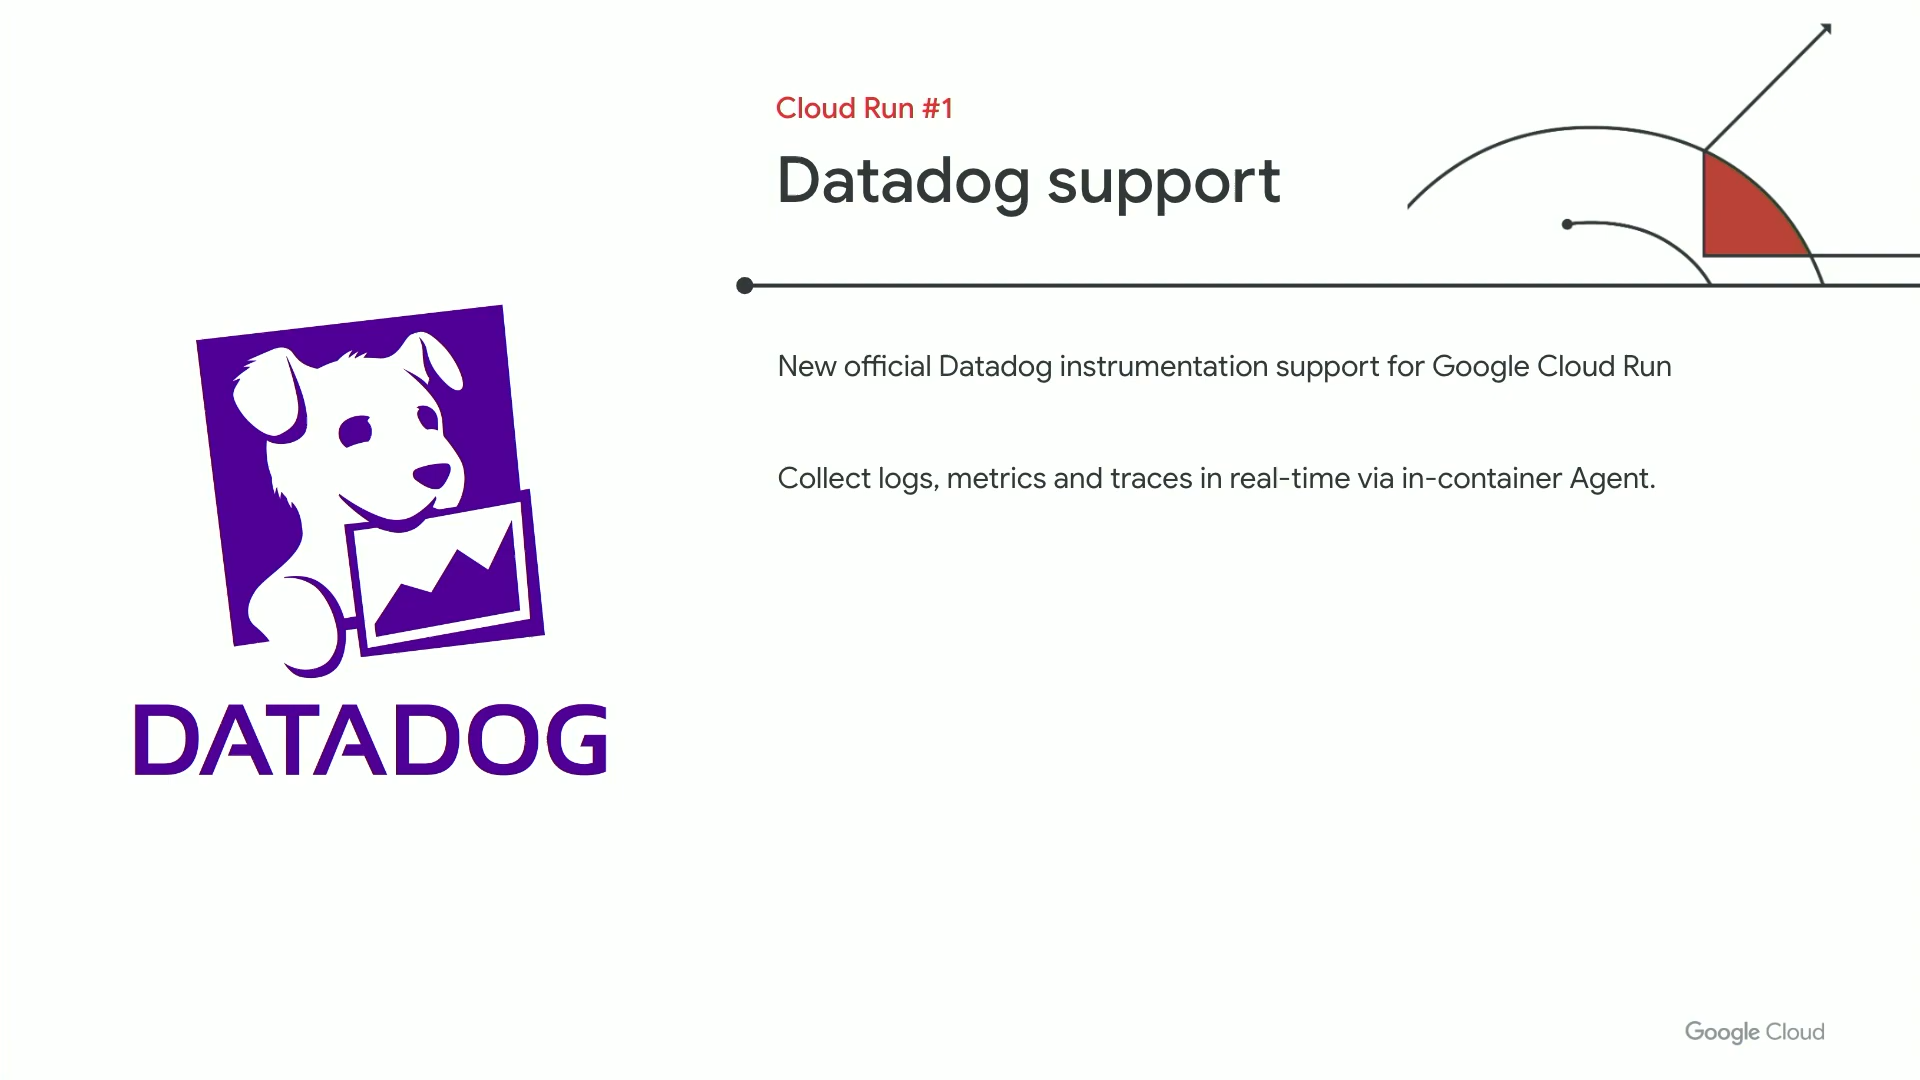 Cloud Run #1
Datadog support
New official Datadog instrumentation support for Google Cloud Run
Collect logs, metrics and traces in real-time via in-container Agent.
DATADOG
Google Cloud